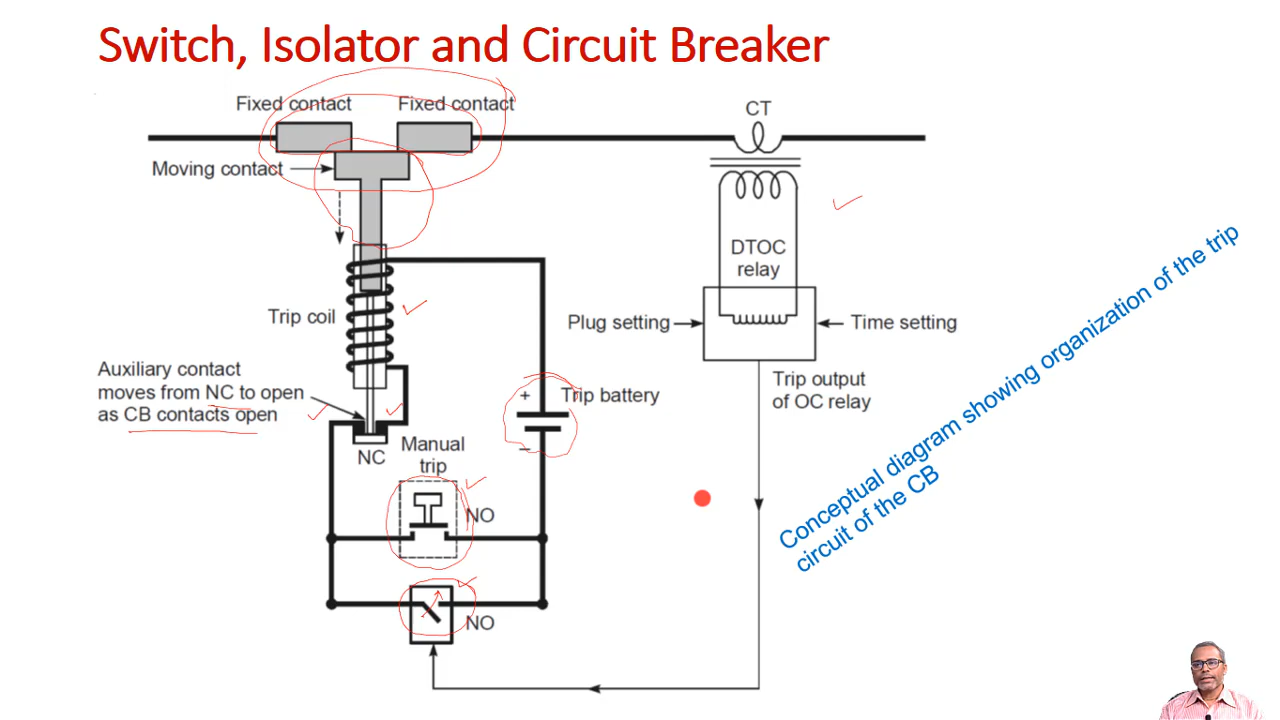 Switch, Isolator and Circuit Breaker
Fixed contact
Fixed contact
CT
Moving contact
DTOC
relay
Trip coil
Plug setting
Time setting
Auxiliary contact
moves from NC to open
as CB contacts open
+
Trip battery
–
Trip output
of OC relay
NC
Manual
trip
NO
NO
Conceptual diagram showing organization of the trip
circuit of the CB